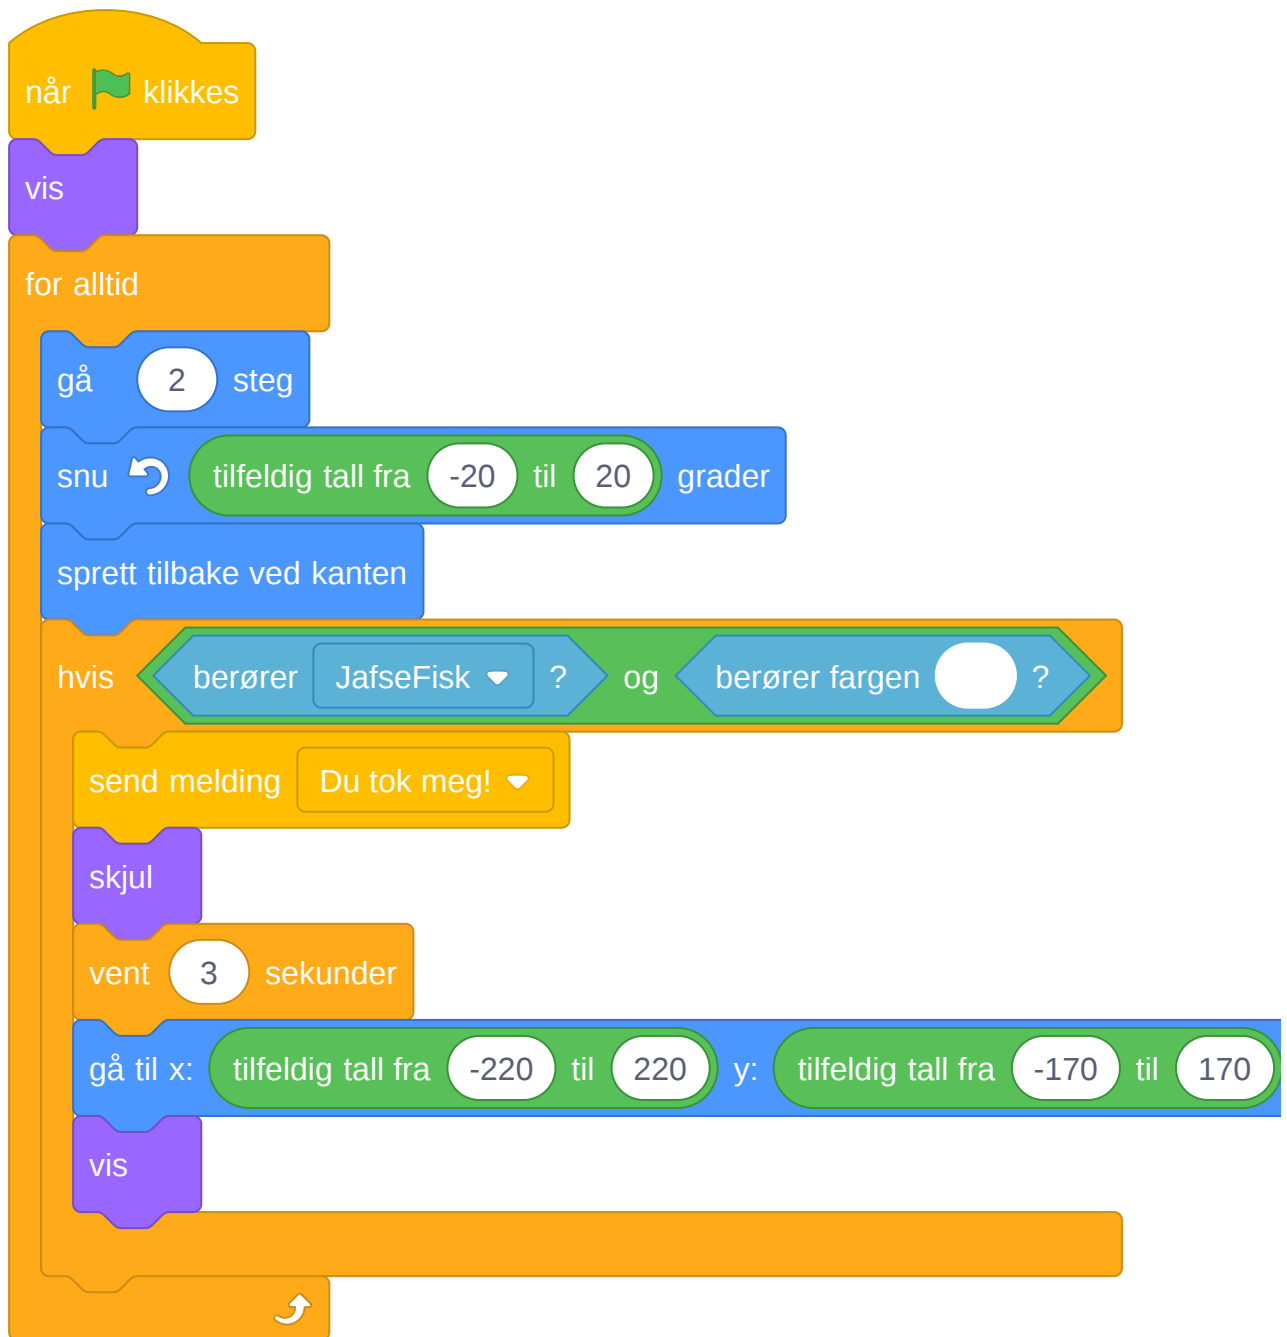 når klikkes
vis
for alltid
gå 2 steg
snu tilfeldig tall fra -20 til 20 grader
sprett tilbake ved kanten
hvis berører JafseFisk ? og berører fargen ?
send melding Du tok meg!
skjul
vent 3 sekunder
gå til x: tilfeldig tall fra -220 til 220 y: tilfeldig tall fra -170 til 170
vis